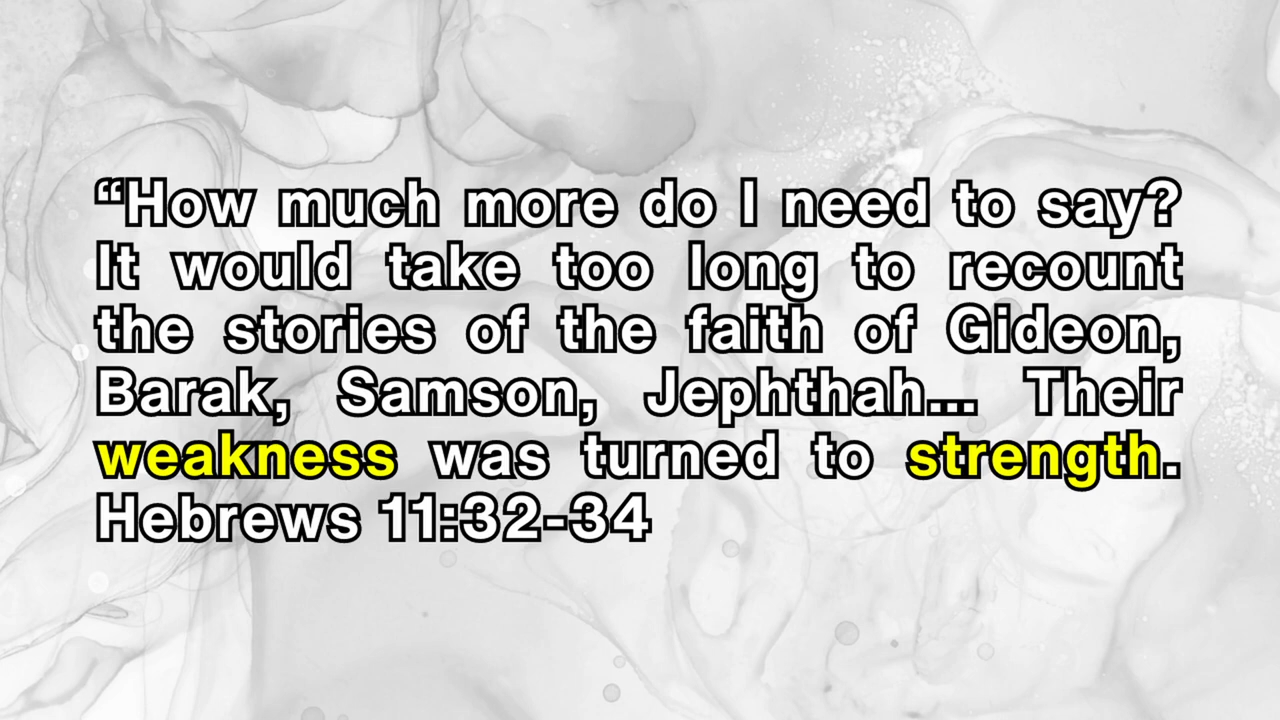 “How much more do I need to say?
It would take too long to recount
the stories of the faith of Gideon,
Barak, Samson, Jephthah... Their
weakness was turned to strength.
Hebrews 11:32-34